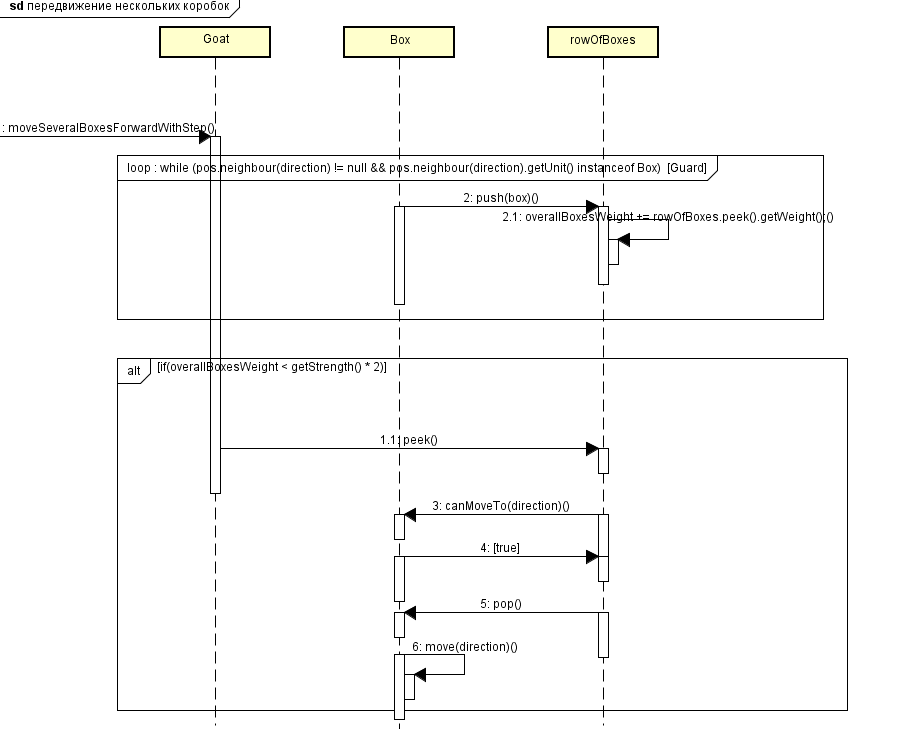 sd передвижение нескольких коробок
Goat
Box
rowOfBoxes
: moveSeveralBoxesForwardWithStep()
loop : while (pos.neighbour(direction) != null && pos.neighbour(direction).getUnit() instanceof Box) [Guard]
2: push(box)()
2.1: overallBoxesWeight += rowOfBoxes.peek().getWeight();()
alt
[if(overallBoxesWeight < getStrength() * 2)]
1.1: peek()
3: canMoveTo(direction)()
4: [true]
5: pop()
6: move(direction)()